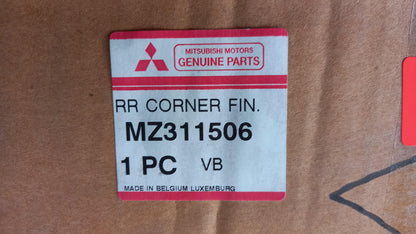 MITSUBISHI MOTORS
GENUINE PARTS
RR CORNER FIN.
MZ311506
1 PC VB
MADE IN BELGIUM LUXEMBURG